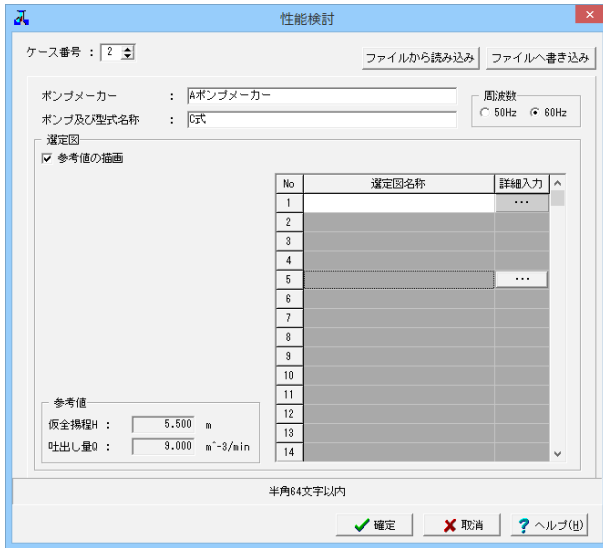 性能検討
ケース番号 : 2
ファイルから読み込み ファイルへ書き込み
ポンプメーカー : Aポンプメーカー
ポンプ及び型式名称 : C式
周波数
50Hz 60Hz
選定図
参考値の描画
No 選定図名称 詳細入力
1 ...
2
3
4
5 ...
6
7
8
9
10
11
12
13
14
参考値
仮全揚程H : 5.500 m
吐出し量Q : 9.000 m^-3/min
半角64文字以内
確定 取消 ヘルプ(H)